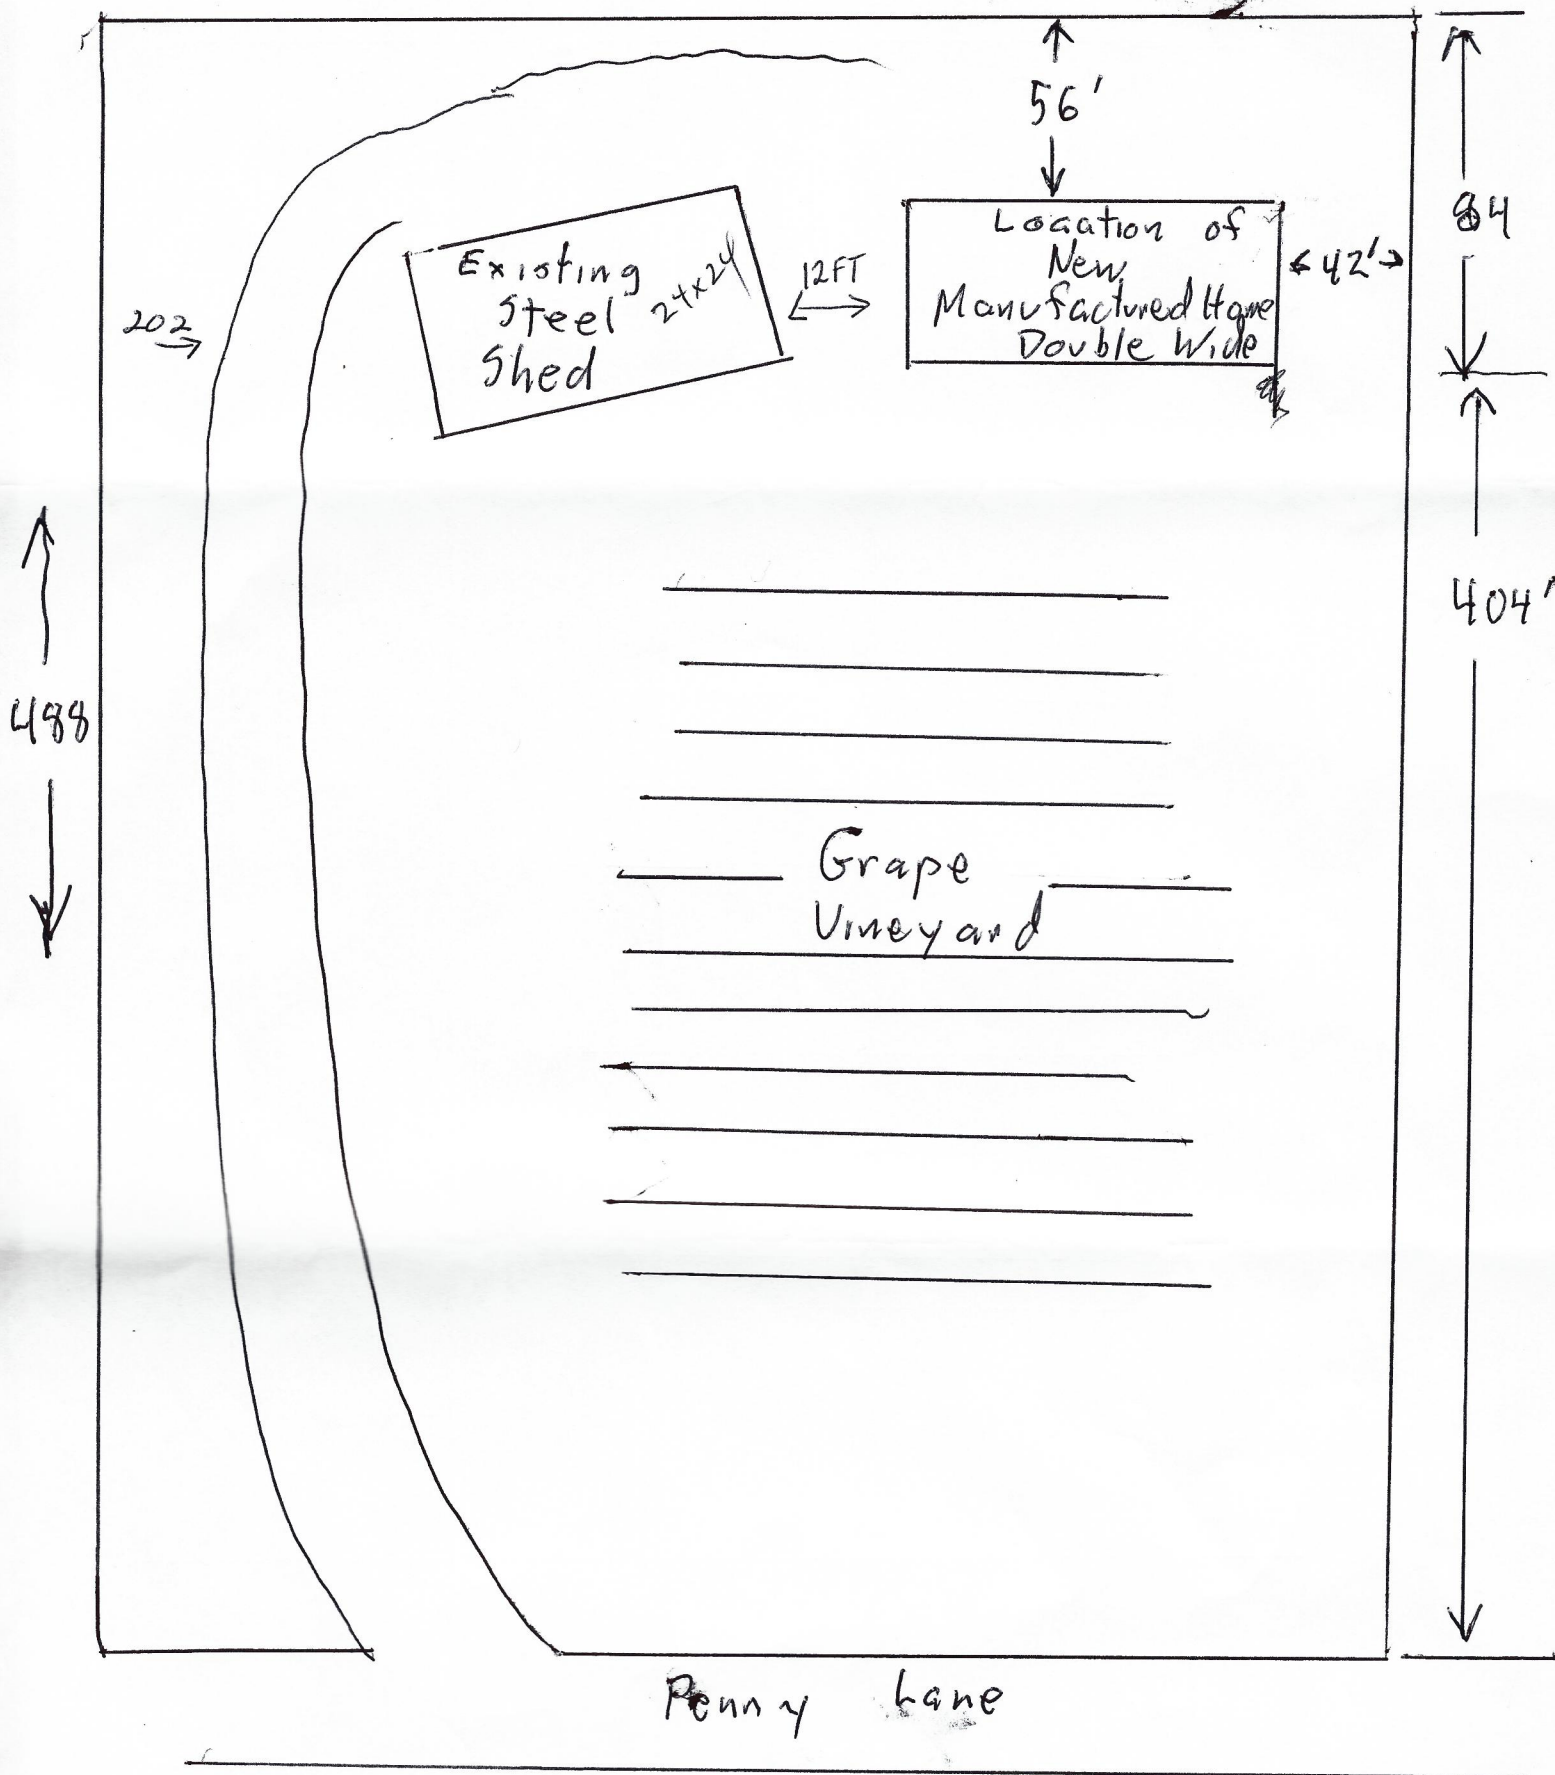 56'
84
Location of
New
Manufactured Home
Double Wide
42'
12FT
Existing
Steel
Shed
24x24
202
404'
488
Grape
Vineyard
Penny Lane